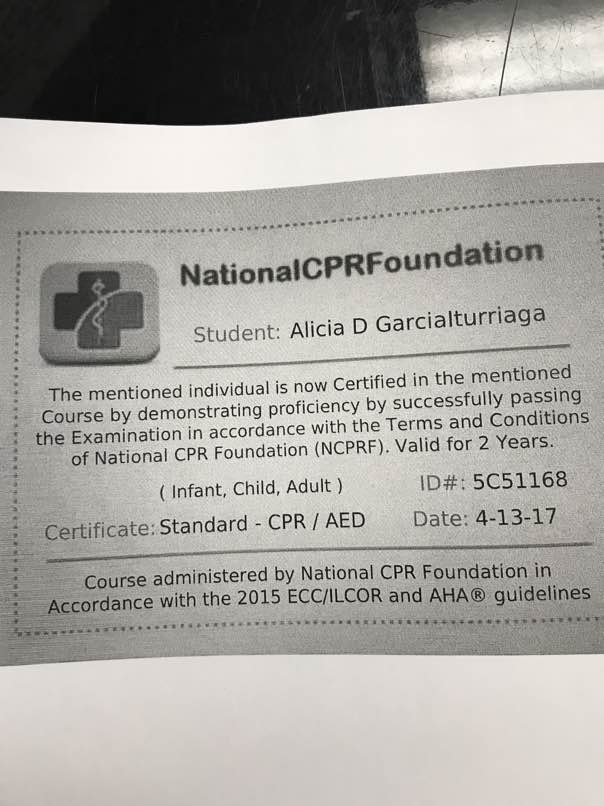 NationalCPRFoundation
Student: Alicia D GarciaIturriaga
The mentioned individual is now Certified in the mentioned
Course by demonstrating proficiency by successfully passing
the Examination in accordance with the Terms and Conditions
of National CPR Foundation (NCPRF). Valid for 2 Years.
( Infant, Child, Adult )
ID#: 5C51168
Certificate: Standard - CPR / AED
Date: 4-13-17
Course administered by National CPR Foundation in
Accordance with the 2015 ECC/ILCOR and AHA® guidelines